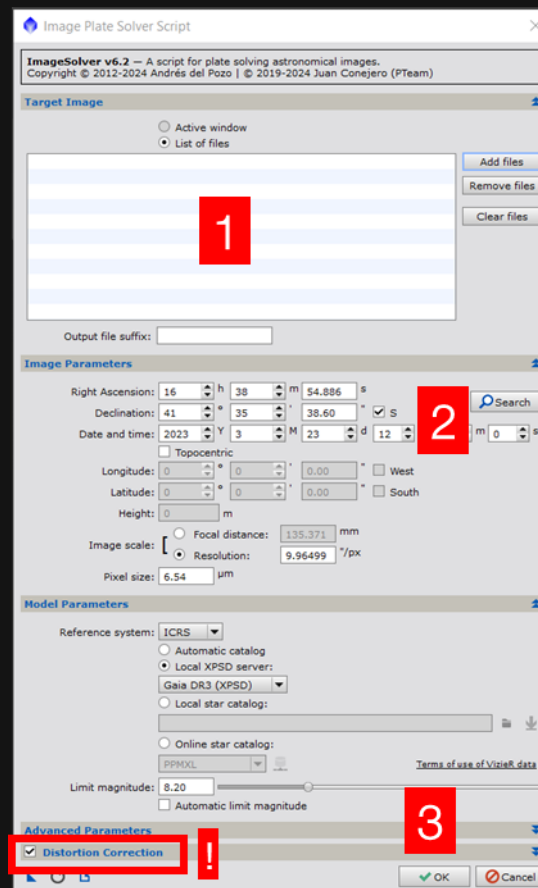 Image Plate Solver Script
ImageSolver v6.2 — A script for plate solving astronomical images.
Copyright © 2012-2024 Andrés del Pozo | © 2019-2024 Juan Conejero (PTeam)
Target Image
Active window
List of files
Add files
Remove files
Clear files
1
Output file suffix:
Image Parameters
Right Ascension: 16 h 38 m 54.886 s
Search
Declination: 41 ° 35 ' 38.60 " S
2
Date and time: 2023 Y 3 M 23 d 12 m 0 s
Topocentric
Longitude: 0 ° 0 ' 0.00 " West
Latitude: 0 ° 0 ' 0.00 " South
Height: 0 m
Image scale: [ Focal distance: 135.371 mm
Resolution: 9.96499 "/px
Pixel size: 6.54 µm
Model Parameters
Reference system: ICRS
Automatic catalog
Local XPSD server:
Gaia DR3 (XPSD)
Local star catalog:
Online star catalog:
PPMXL Terms of use of VizieR data
Limit magnitude: 8.20
Automatic limit magnitude
3
Advanced Parameters
Distortion Correction !
OK Cancel